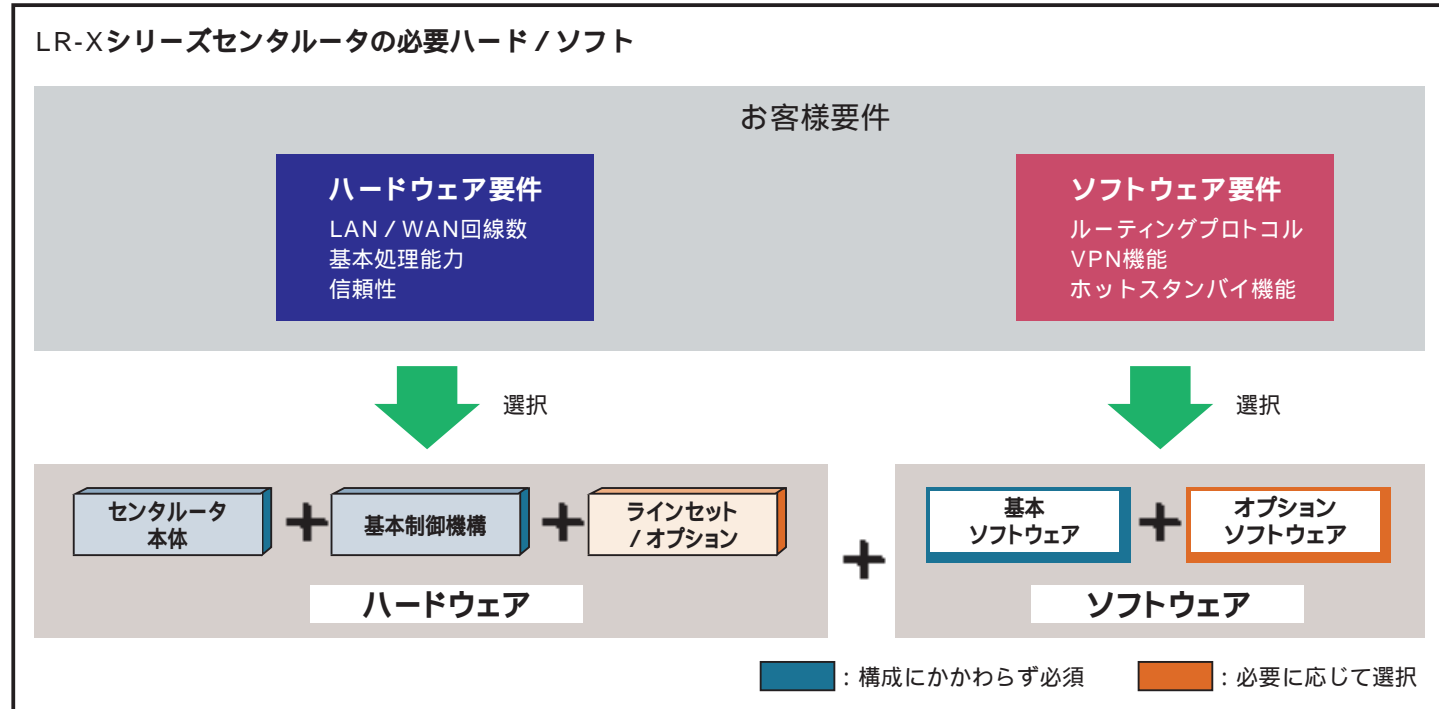 LR-Xシリーズセンタルータの必要ハード / ソフト
お客様要件
ハードウェア要件
LAN / WAN回線数
基本処理能力
信頼性
ソフトウェア要件
ルーティングプロトコル
VPN機能
ホットスタンバイ機能
選択
選択
センタルータ
本体
+
基本制御機構
+
ラインセット
/ オプション
ハードウェア
+
基本
ソフトウェア
+
オプション
ソフトウェア
ソフトウェア
: 構成にかかわらず必須
: 必要に応じて選択